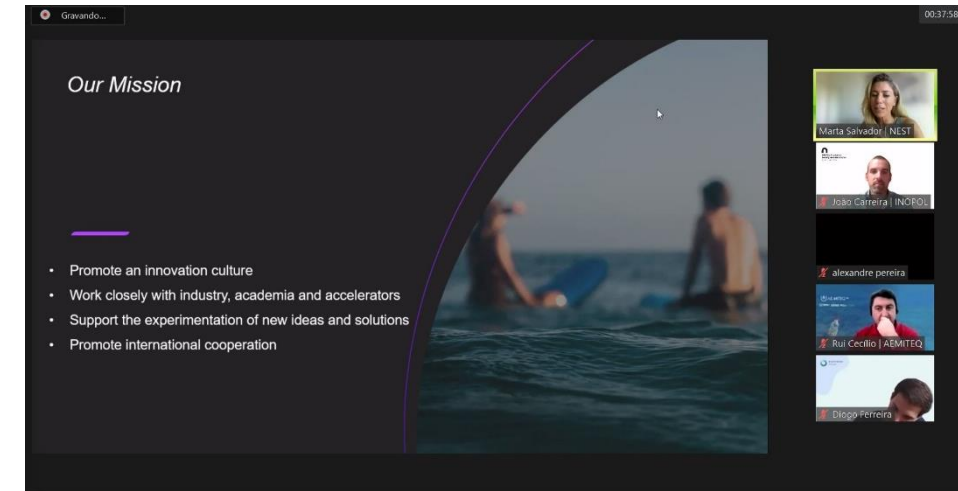 Gravando...
00:37:58
Our Mission
• Promote an innovation culture
• Work closely with industry, academia and accelerators
• Support the experimentation of new ideas and solutions
• Promote international cooperation
Marta Salvador | NEST
João Carreira | INOPOL
alexandre pereira
Rui Cecílio | AEMITEQ
Diogo Ferreira